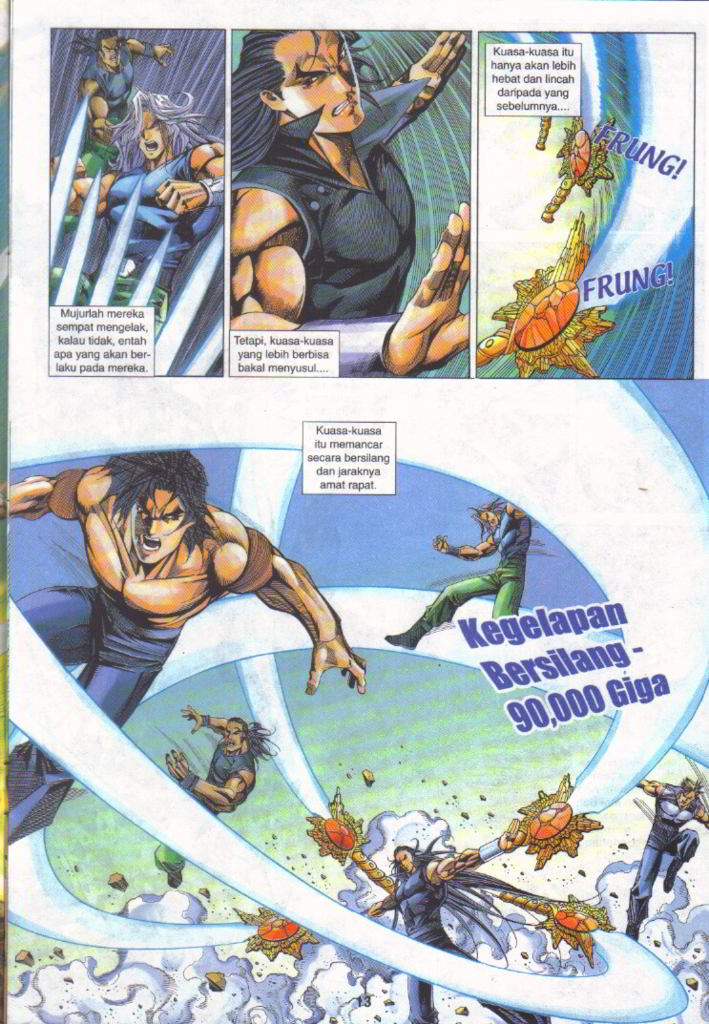 Mujurlah mereka
sempat mengelak,
kalau tidak, entah
apa yang akan ber-
laku pada mereka.
Tetapi, kuasa-kuasa
yang lebih berbisa
bakal menyusul....
Kuasa-kuasa itu
hanya akan lebih
hebat dan lincah
daripada yang
sebelumnya....
FRUNG!
FRUNG!
Kuasa-kuasa
itu memancar
secara bersilang
dan jaraknya
amat rapat.
Kegelapan
Bersilang -
90,000 Giga
13